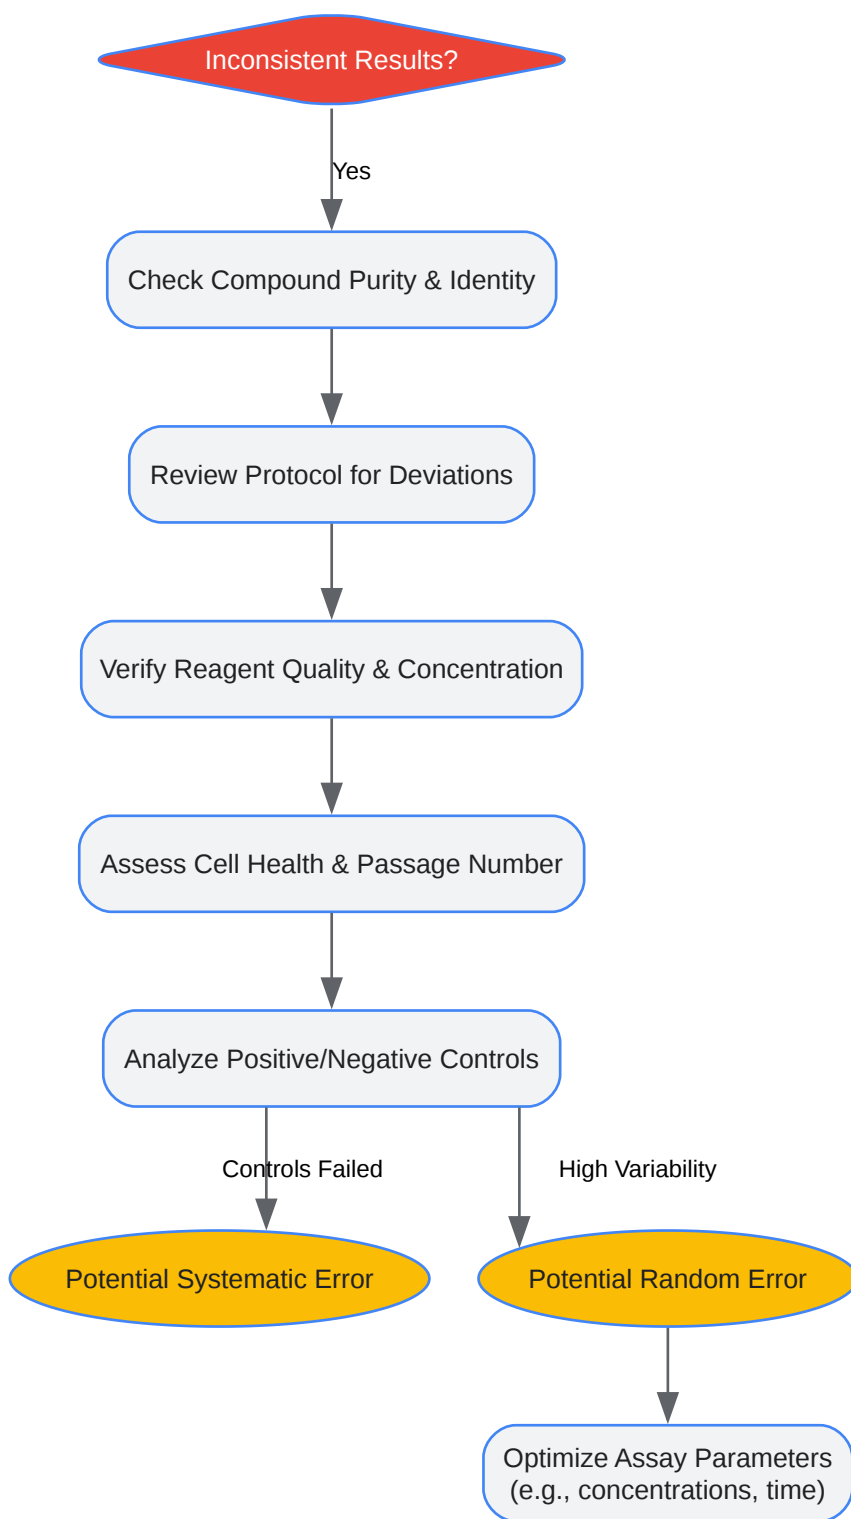 Inconsistent Results?
Yes
Check Compound Purity & Identity
Review Protocol for Deviations
Verify Reagent Quality & Concentration
Assess Cell Health & Passage Number
Analyze Positive/Negative Controls
Controls Failed
High Variability
Potential Systematic Error
Potential Random Error
Optimize Assay Parameters
(e.g., concentrations, time)